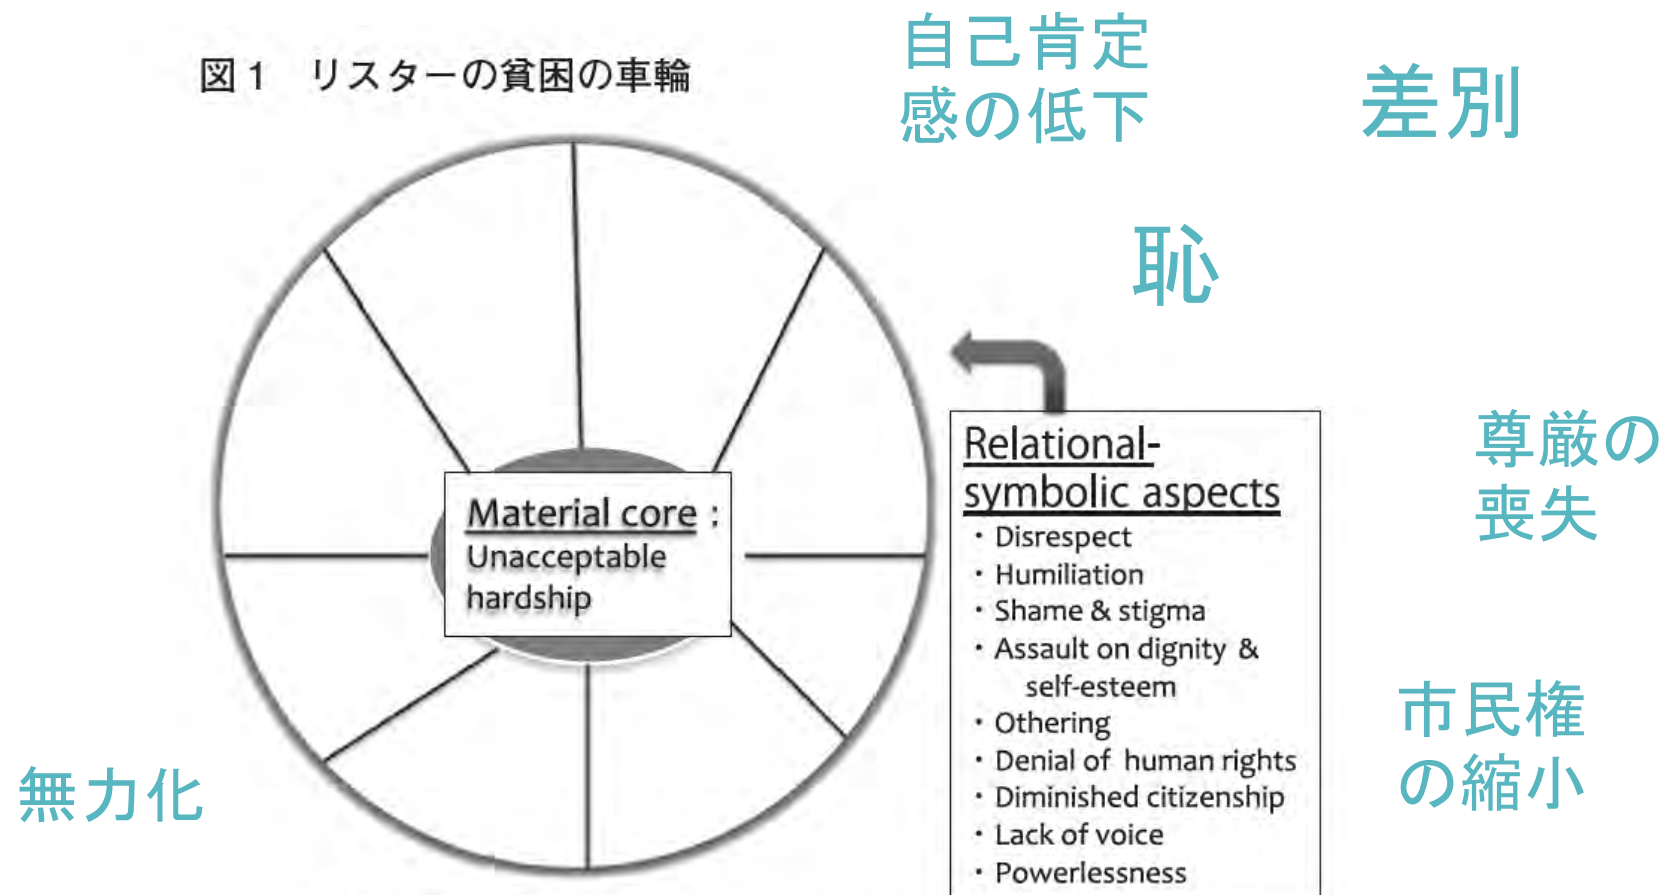 図1 リスターの貧困の車輪
自己肯定
感の低下
差別
恥
Material core :
Unacceptable
hardship
Relational-
symbolic aspects
・Disrespect
・Humiliation
・Shame & stigma
・Assault on dignity &
self-esteem
・Othering
・Denial of human rights
・Diminished citizenship
・Lack of voice
・Powerlessness
尊厳の
喪失
市民権
の縮小
無力化